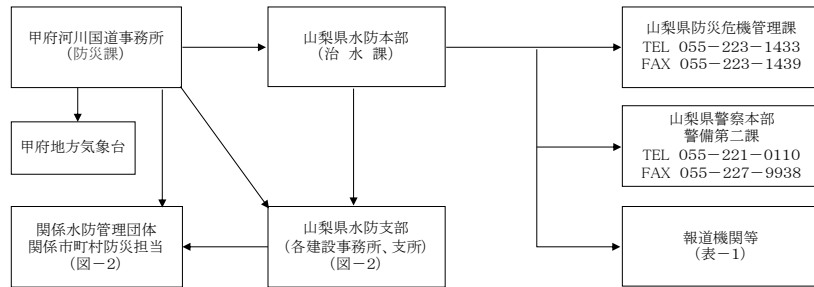 甲府河川国道事務所
(防災課)
山梨県水防本部
(治 水 課)
山梨県防災危機管理課
TEL 055-223-1433
FAX 055-223-1439
甲府地方気象台
山梨県警察本部
警備第二課
TEL 055-221-0110
FAX 055-227-9938
関係水防管理団体
関係市町村防災担当
(図-2)
山梨県水防支部
(各建設事務所、支所)
(図-2)
報道機関等
(表-1)